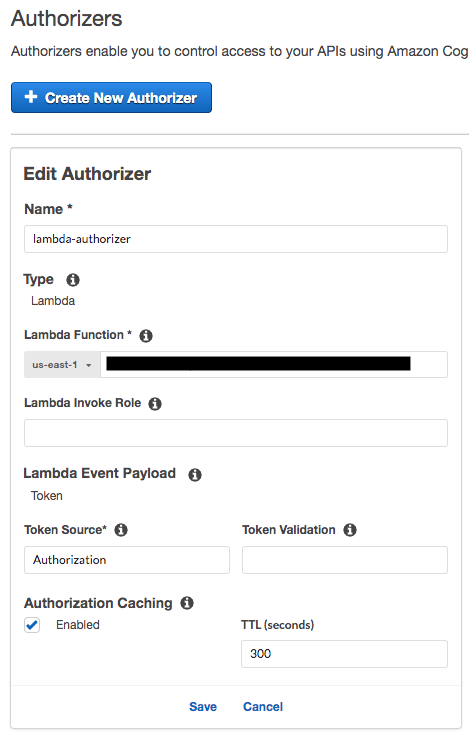 Authorizers
Authorizers enable you to control access to your APIs using Amazon Cog
+ Create New Authorizer
Edit Authorizer
Name *
lambda-authorizer
Type
Lambda
Lambda Function *
us-east-1
Lambda Invoke Role
Lambda Event Payload
Token
Token Source* Token Validation
Authorization
Authorization Caching
Enabled TTL (seconds)
300
Save Cancel